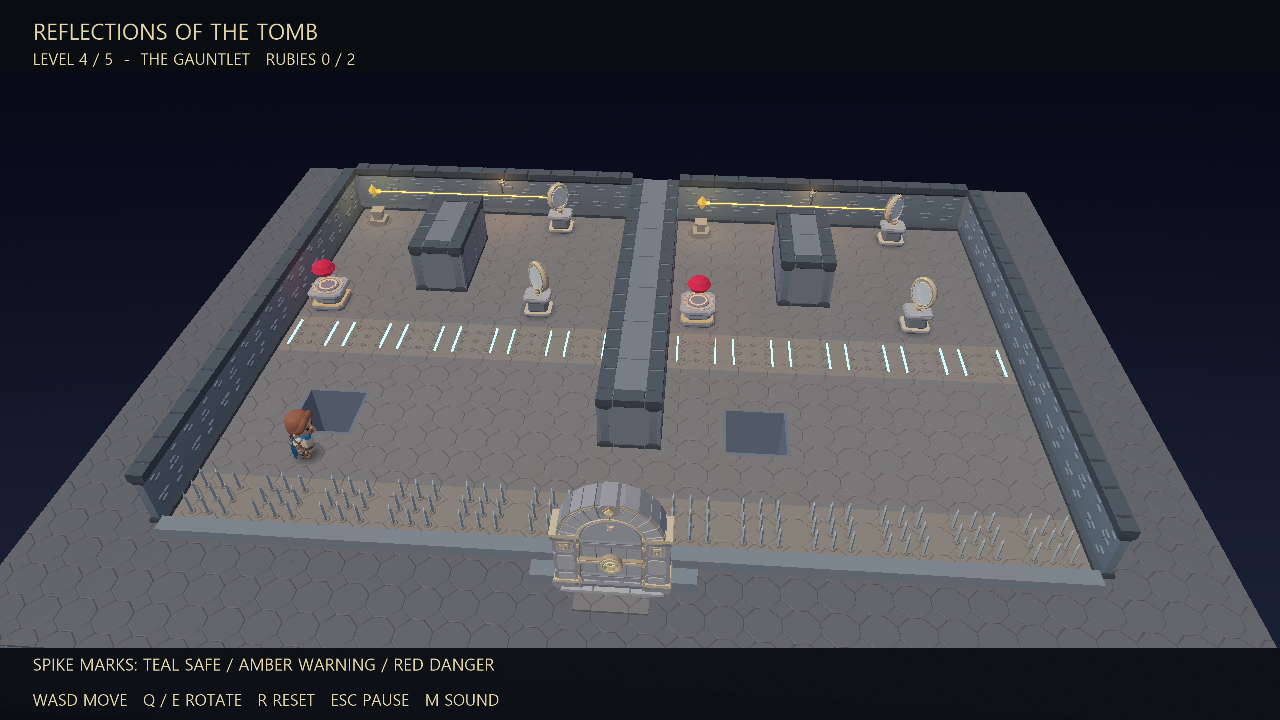 REFLECTIONS OF THE TOMB
LEVEL 4 / 5 - THE GAUNTLET RUBIES 0 / 2
SPIKE MARKS: TEAL SAFE / AMBER WARNING / RED DANGER
WASD MOVE Q / E ROTATE R RESET ESC PAUSE M SOUND